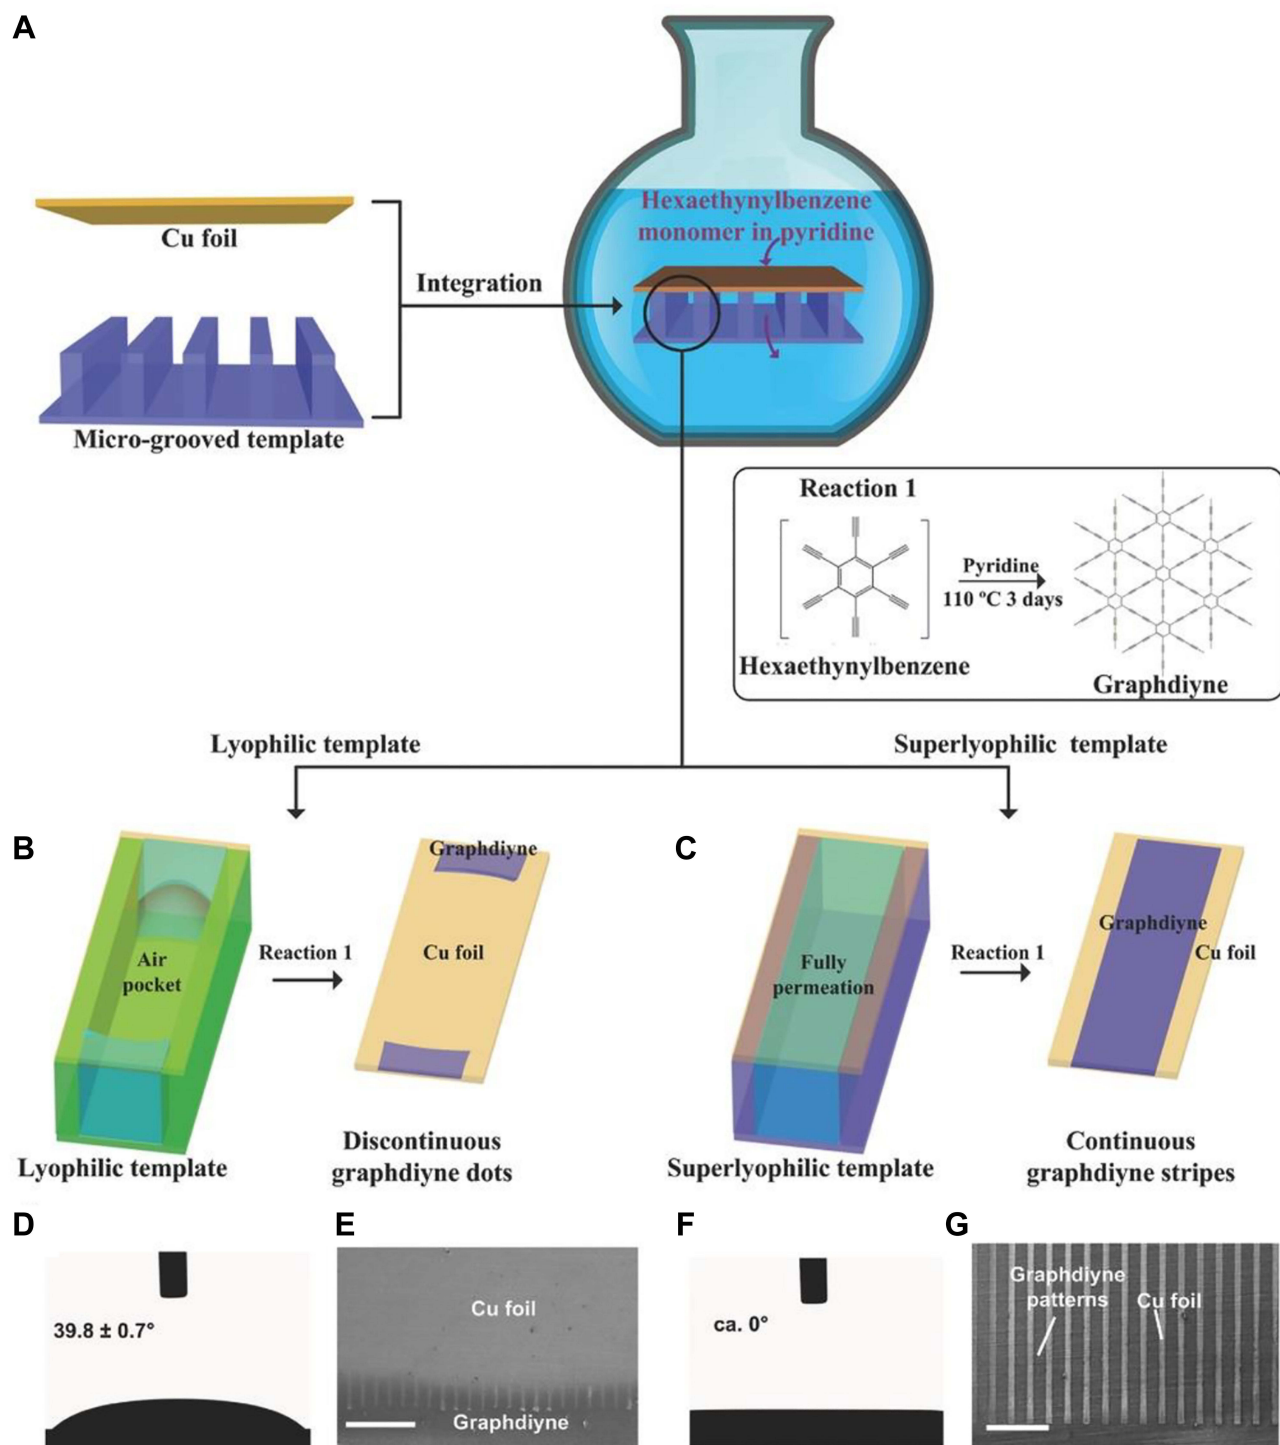 A
Hexaethynylbenzene
monomer in pyridine
Cu foil
Integration
Micro-grooved template
Reaction 1
Pyridine
110 ºC 3 days
Hexaethynylbenzene
Graphdiyne
Lyophilic template
Superlyophilic template
B
Graphdiyne
Air
pocket
Reaction 1
Cu foil
Lyophilic template
Discontinuous
graphdiyne dots
C
Fully
permeation
Reaction 1
Graphdiyne
Cu foil
Superlyophilic template
Continuous
graphdiyne stripes
D
39.8 ± 0.7°
E
Cu foil
Graphdiyne
F
ca. 0°
G
Graphdiyne
patterns
Cu foil